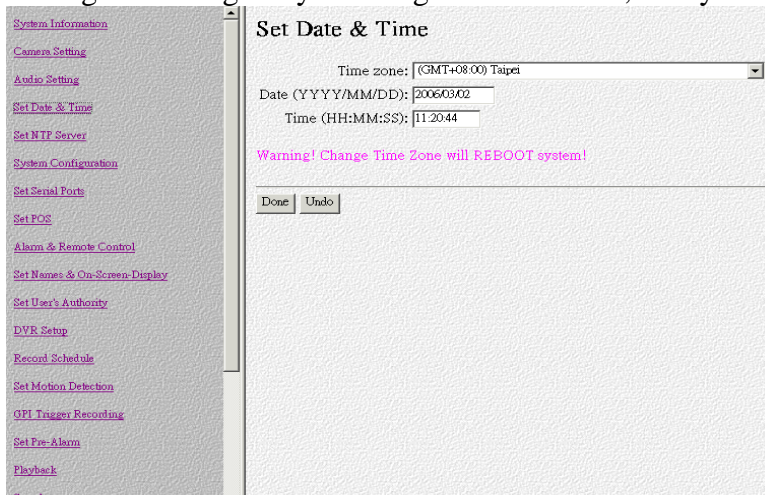 System Information
Camera Setting
Audio Setting
Set Date & Time
Set NTP Server
System Configuration
Set Serial Ports
Set POS
Alarm & Remote Control
Set Names & On-Screen-Display
Set User's Authority
DVR Setup
Record Schedule
Set Motion Detection
GPI Trigger Recording
Set Pre-Alarm
Playback
Set Date & Time
Time zone: (GMT+08:00) Taipei
Date (YYYY/MM/DD): 2006/03/02
Time (HH:MM:SS): 11:20:44
Warning! Change Time Zone will REBOOT system!
Done Undo